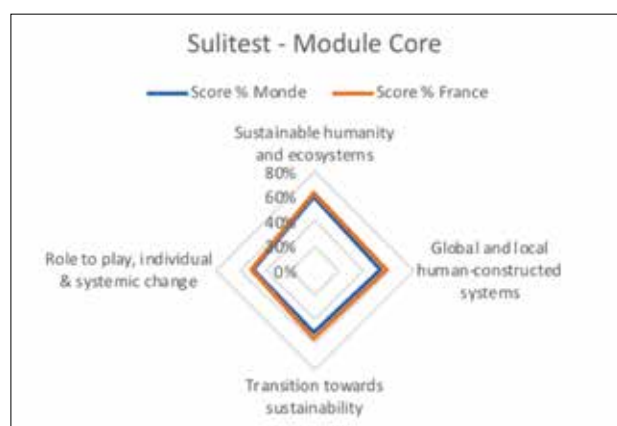 Sulitest - Module Core
Score % Monde
Score % France
Sustainable humanity
and ecosystems
80%
60%
40%
20%
0%
Role to play, individual
& systemic change
Global and local
human-constructed
systems
Transition towards
sustainability